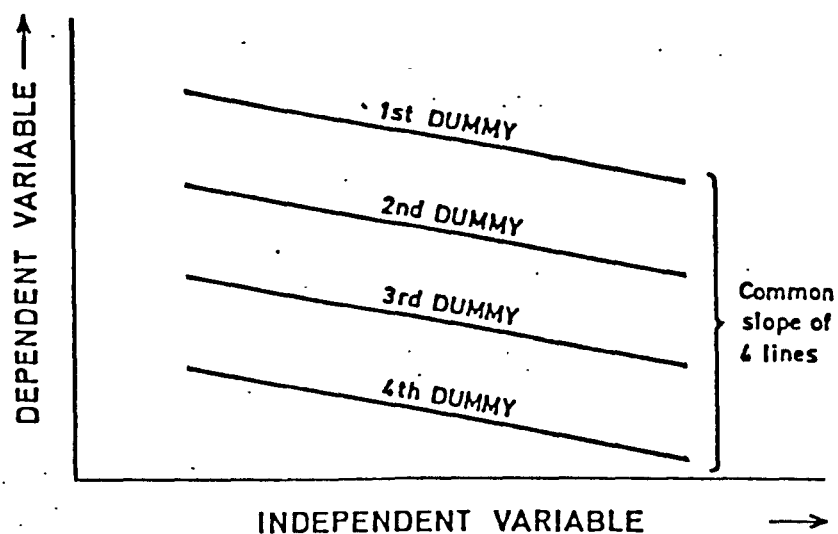 DEPENDENT VARIABLE →
1st DUMMY
2nd DUMMY
3rd DUMMY
4th DUMMY
Common
slope of
4 lines
INDEPENDENT VARIABLE →